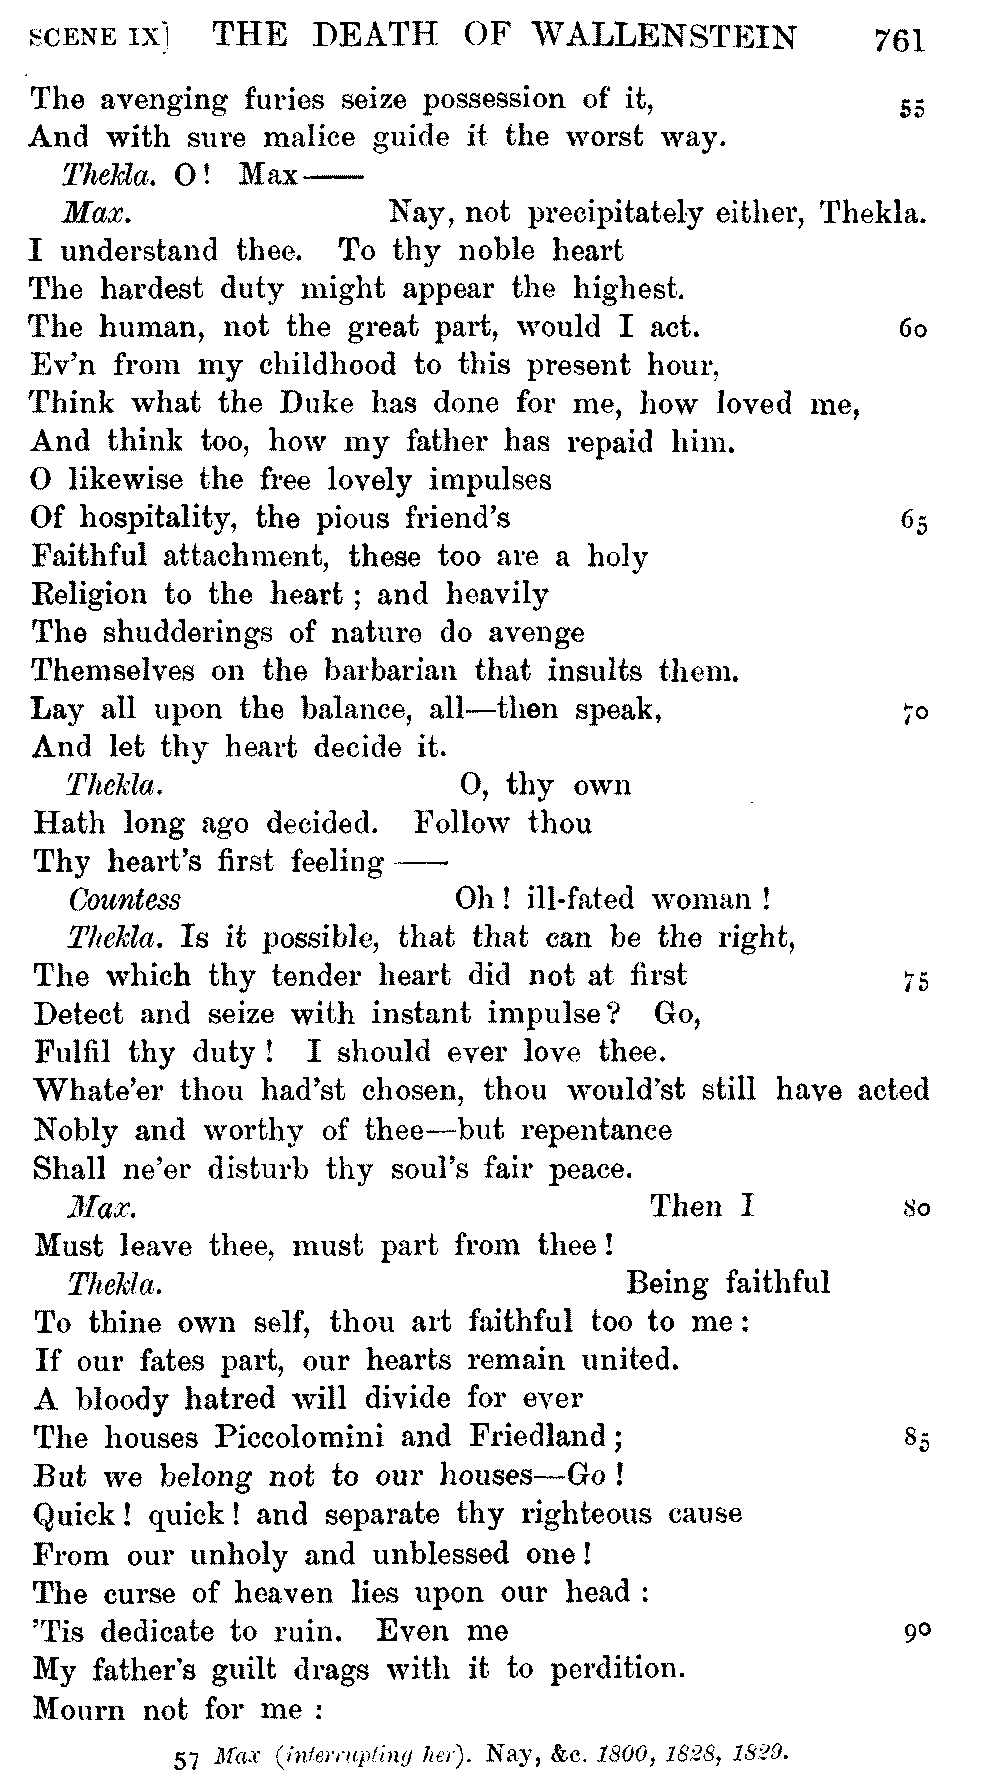 SCENE IX] THE DEATH OF WALLENSTEIN 761
The avenging furies seize possession of it, 55
And with sure malice guide it the worst way.
Thekla. O! Max——
Max. Nay, not precipitately either, Thekla.
I understand thee. To thy noble heart
The hardest duty might appear the highest.
The human, not the great part, would I act. 60
Ev'n from my childhood to this present hour,
Think what the Duke has done for me, how loved me,
And think too, how my father has repaid him.
O likewise the free lovely impulses
Of hospitality, the pious friend's 65
Faithful attachment, these too are a holy
Religion to the heart; and heavily
The shudderings of nature do avenge
Themselves on the barbarian that insults them.
Lay all upon the balance, all—then speak, 70
And let thy heart decide it.
Thekla. O, thy own
Hath long ago decided. Follow thou
Thy heart's first feeling——
Countess Oh! ill-fated woman!
Thekla. Is it possible, that that can be the right,
The which thy tender heart did not at first 75
Detect and seize with instant impulse? Go,
Fulfil thy duty! I should ever love thee.
Whate'er thou had'st chosen, thou would'st still have acted
Nobly and worthy of thee—but repentance
Shall ne'er disturb thy soul's fair peace.
Max. Then I 80
Must leave thee, must part from thee!
Thekla. Being faithful
To thine own self, thou art faithful too to me:
If our fates part, our hearts remain united.
A bloody hatred will divide for ever
The houses Piccolomini and Friedland; 85
But we belong not to our houses—Go!
Quick! quick! and separate thy righteous cause
From our unholy and unblessed one!
The curse of heaven lies upon our head:
'Tis dedicate to ruin. Even me 90
My father's guilt drags with it to perdition.
Mourn not for me:
57 Max (interrupting her). Nay, &c. 1800, 1828, 1829.